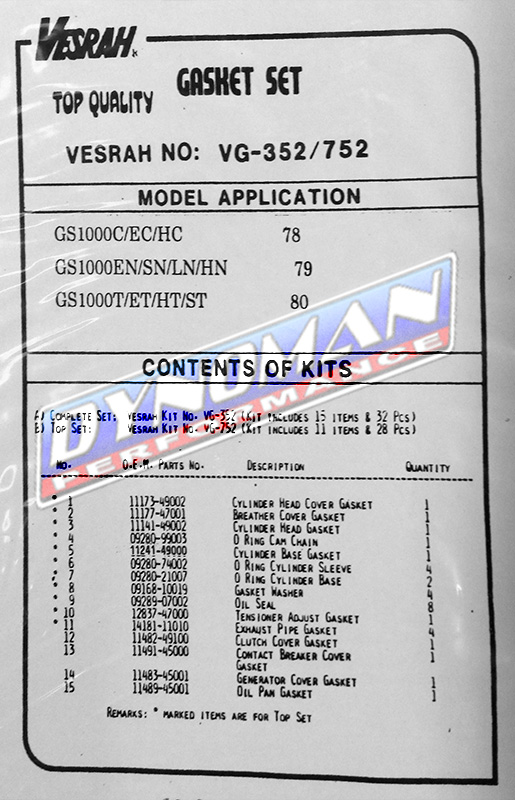 VESRAH
GASKET SET
TOP QUALITY
VESRAH NO: VG-352/752
MODEL APPLICATION
GS1000C/EC/HC 78
GS1000EN/SN/LN/HN 79
GS1000T/ET/HT/ST 80
CONTENTS OF KITS
DYNOMAN
PERFORMANCE
A) COMPLETE SET: VESRAH KIT NO. VG-352 (KIT INCLUDES 15 ITEMS & 32 PCS)
B) TOP SET: VESRAH KIT NO. VG-752 (KIT INCLUDES 11 ITEMS & 28 PCS)
NO. O.E.M. PARTS NO. DESCRIPTION QUANTITY
* 1 11173-49002 CYLINDER HEAD COVER GASKET 1
* 2 11177-47001 BREATHER COVER GASKET 1
* 3 11141-49002 CYLINDER HEAD GASKET 1
* 4 09280-99003 O RING CAM CHAIN 1
* 5 11241-49000 CYLINDER BASE GASKET 1
* 6 09280-74002 O RING CYLINDER SLEEVE 4
* 7 09280-21007 O RING CYLINDER BASE 2
* 8 09168-10019 GASKET WASHER 4
* 9 09289-07002 OIL SEAL 8
* 10 12837-47000 TENSIONER ADJUST GASKET 1
* 11 14181-11010 EXHAUST PIPE GASKET 4
12 11482-49100 CLUTCH COVER GASKET 1
13 11491-45000 CONTACT BREAKER COVER 1
GASKET
14 11483-45001 GENERATOR COVER GASKET 1
15 11489-45001 OIL PAN GASKET 1
REMARKS: * MARKED ITEMS ARE FOR TOP SET